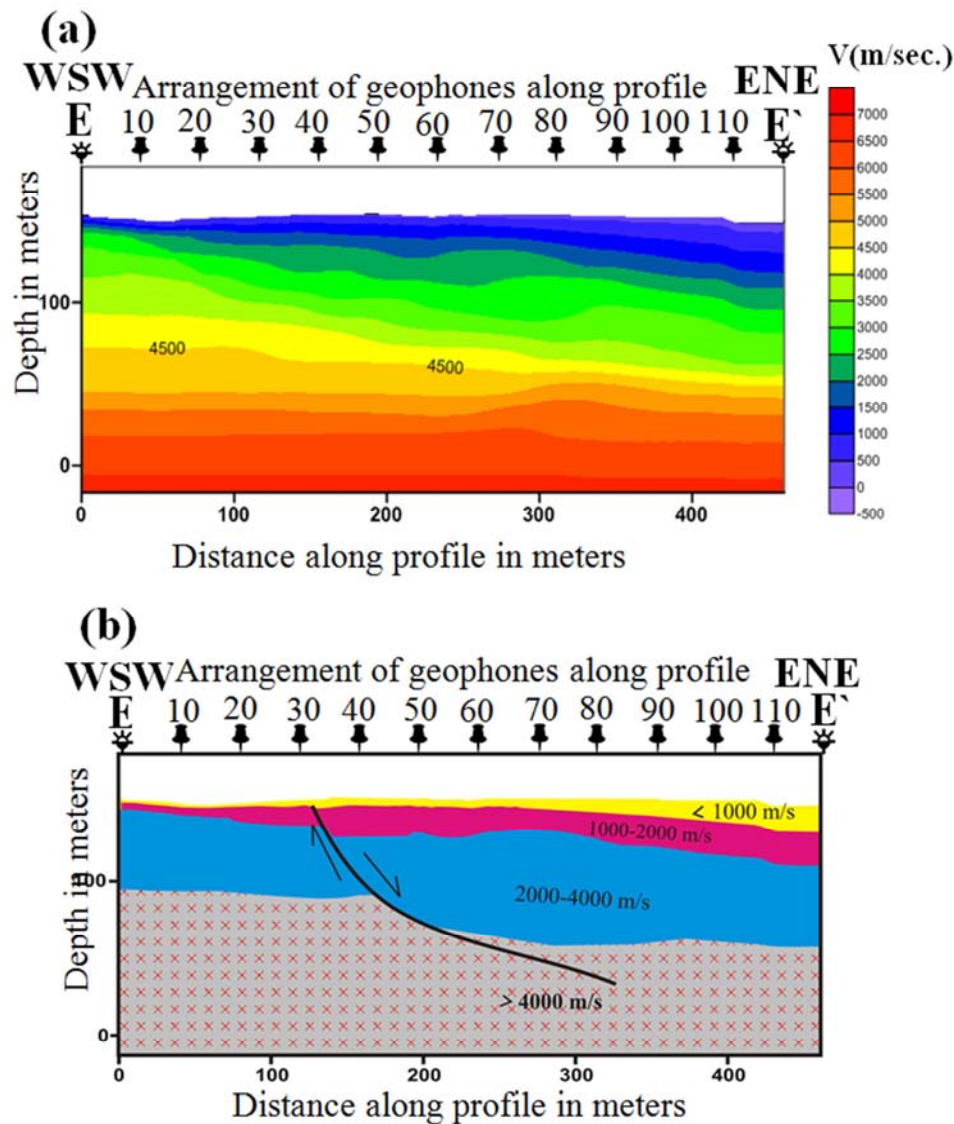 (a)
WSW Arrangement of geophones along profile ENE V(m/sec.)
E 10 20 30 40 50 60 70 80 90 100 110 E`
7000
6000
5500
5000
4500
4000
3500
3000
2500
2000
1500
1000
500
0
-500
Depth in meters
100
0
4500
4500
0 100 200 300 400
Distance along profile in meters
(b)
WSW Arrangement of geophones along profile ENE
E 10 20 30 40 50 60 70 80 90 100 110 E`
Depth in meters
100
0
< 1000 m/s
1000-2000 m/s
2000-4000 m/s
> 4000 m/s
0 100 200 300 400
Distance along profile in meters